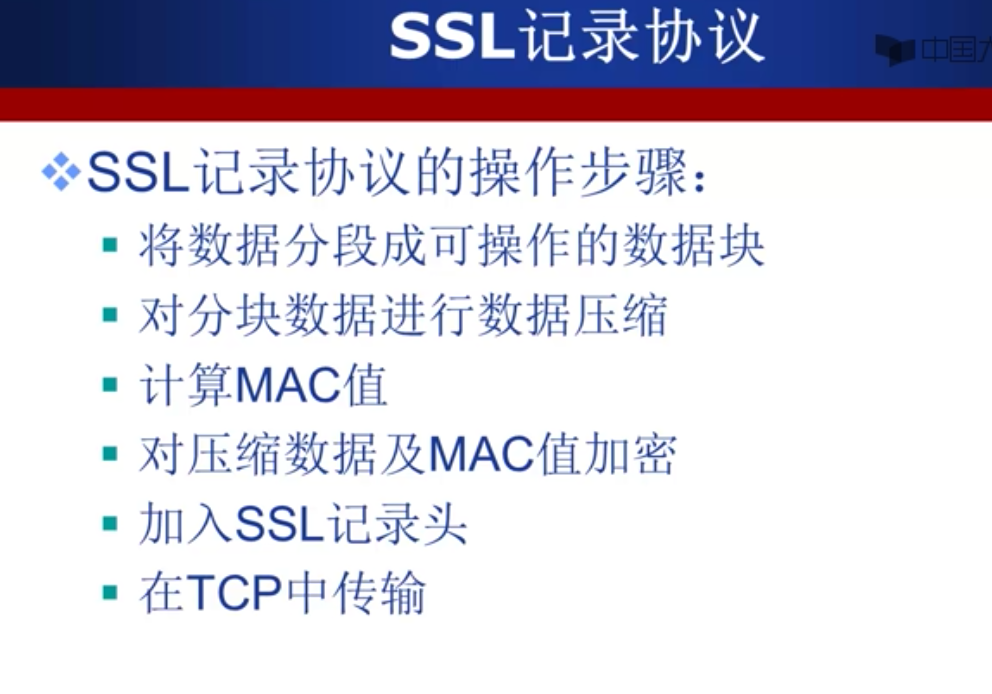 SSL记录协议
中国大
SSL记录协议的操作步骤：
将数据分段成可操作的数据块
对分块数据进行数据压缩
计算MAC值
对压缩数据及MAC值加密
加入SSL记录头
在TCP中传输